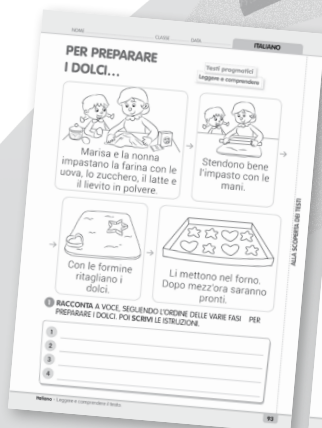 NOME
CLASSE
DATA
ITALIANO
PER PREPARARE
I DOLCI...
Testi pragmatici
Leggere e comprendere
Marisa e la nonna
impastano la farina con le
uova, lo zucchero, il latte e
il lievito in polvere.
Stendono bene
l'impasto con le
mani.
Con le formine
ritagliano i
dolci.
Li mettono nel forno.
Dopo mezz'ora saranno
pronti.
ALLA SCOPERTA DEI TESTI
1 RACCONTA A VOCE, SEGUENDO L'ORDINE DELLE VARIE FASI PER
PREPARARE I DOLCI. POI SCRIVI LE ISTRUZIONI.
1
2
3
4
Italiano - Leggere e comprendere il testo
93